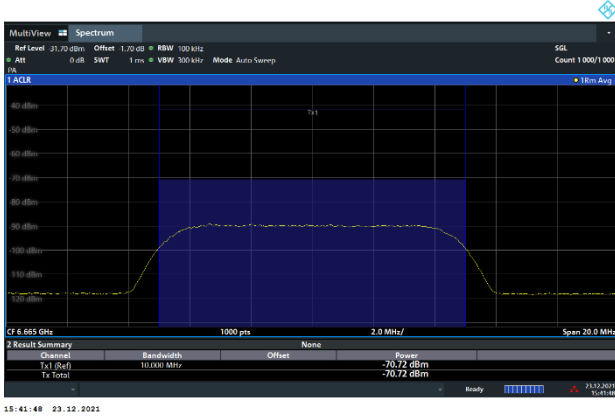 MultiView Spectrum
Ref Level -31.70 dBm Offset -1.70 dB RBW 100 kHz SGL
Att 0 dB SWT 1 ms VBW 300 kHz Mode Auto Sweep Count 1000/1000
PA
1 ACLR 1Rm Avg
-40 dBm
Tx1
-50 dBm
-60 dBm
-70 dBm
-80 dBm
-90 dBm
-100 dBm
-110 dBm
-120 dBm
CF 6.665 GHz 1000 pts 2.0 MHz/ Span 20.0 MHz
2 Result Summary None
Channel Bandwidth Offset Power
Tx1 (Ref) 10.000 MHz -70.72 dBm
Tx Total -70.72 dBm
Ready 23.12.2021
15:41:48
15:41:48 23.12.2021